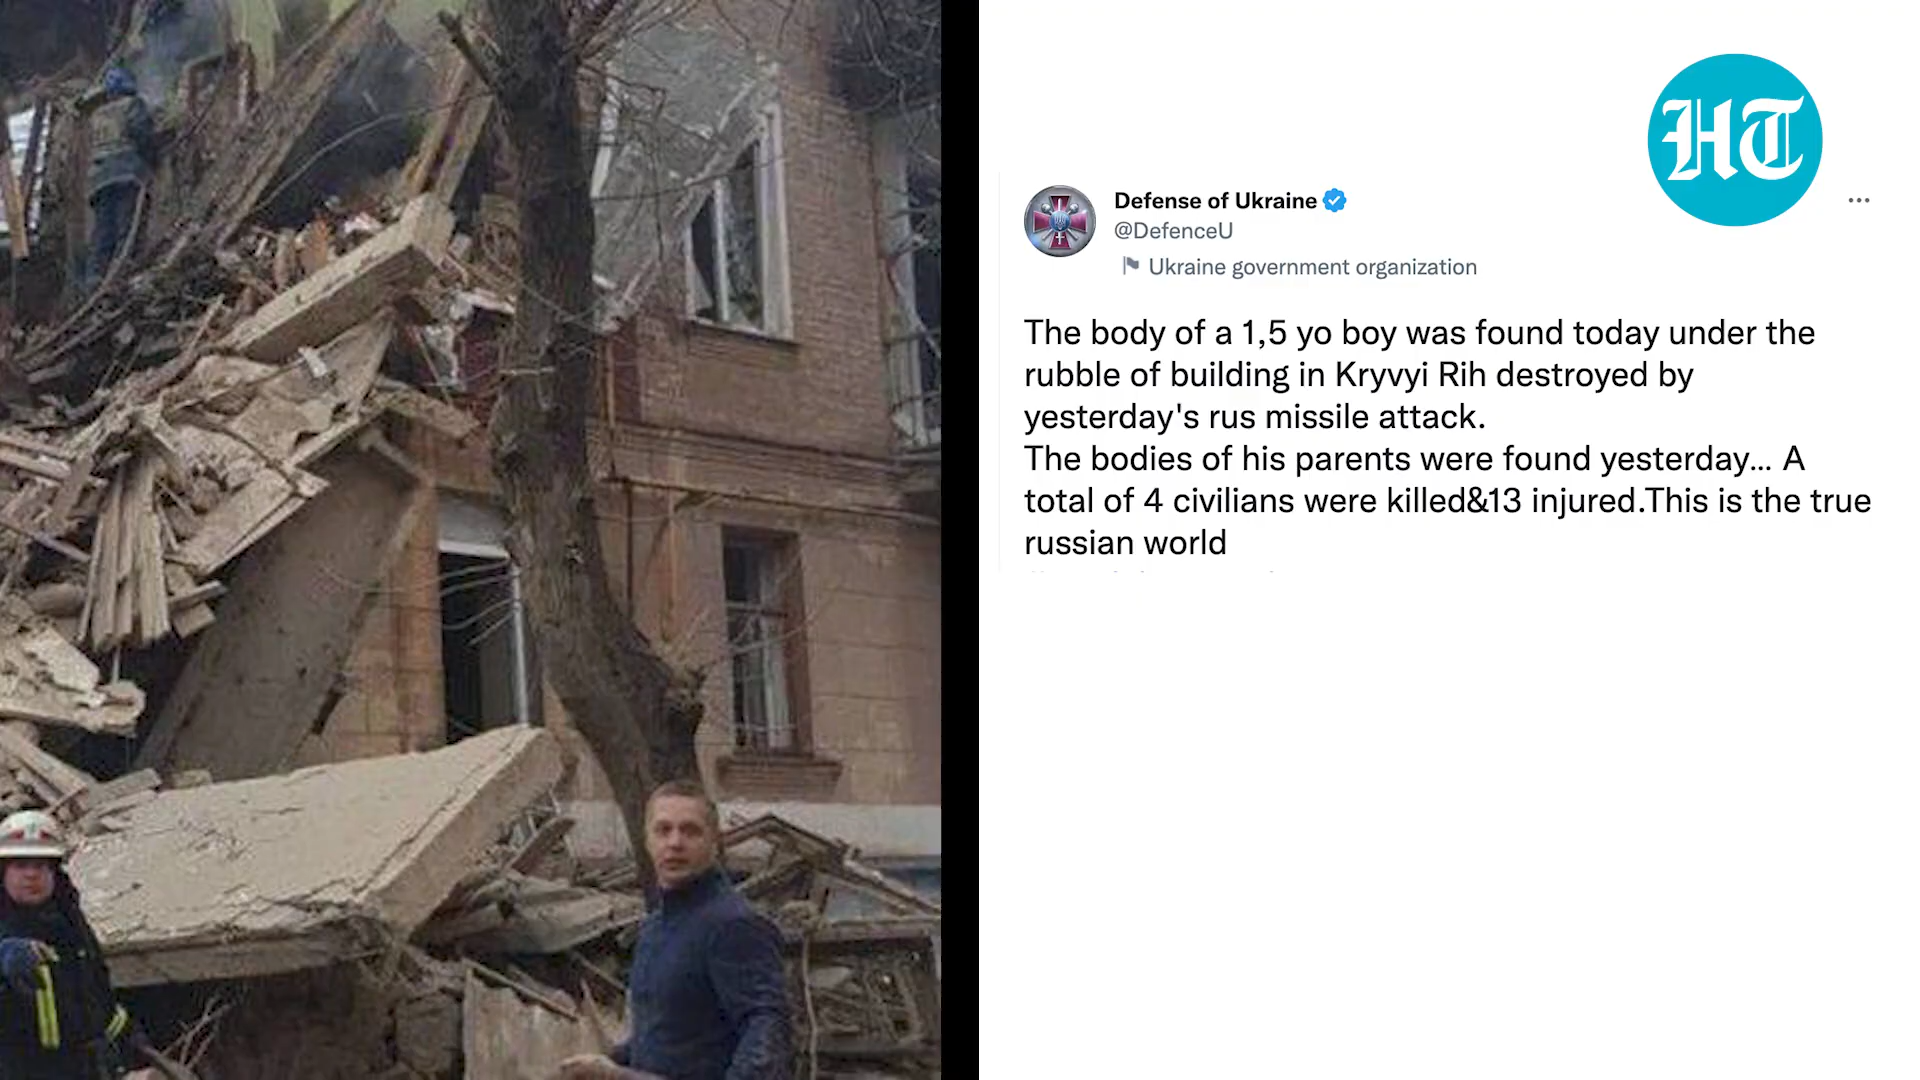 HT
Defense of Ukraine
@DefenceU
Ukraine government organization
The body of a 1,5 yo boy was found today under the
rubble of building in Kryvyi Rih destroyed by
yesterday's rus missile attack.
The bodies of his parents were found yesterday... A
total of 4 civilians were killed&13 injured.This is the true
russian world